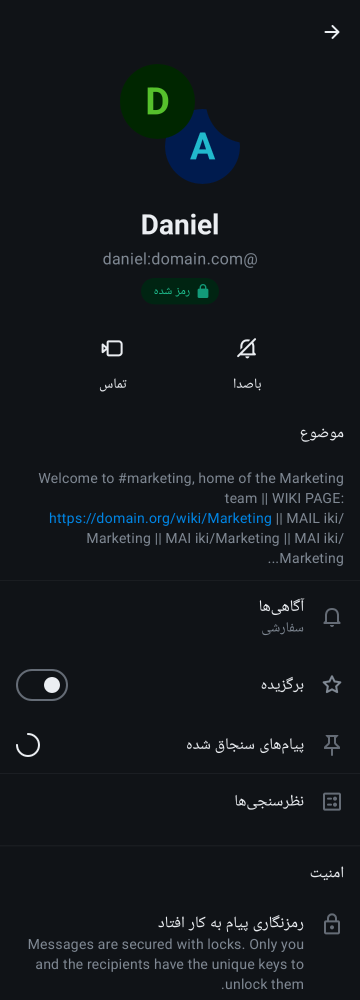 D
A
Daniel
daniel:domain.com@
رمز شده
باصدا
تماس
موضوع
Welcome to #marketing, home of the Marketing
team || WIKI PAGE:
https://domain.org/wiki/Marketing || MAIL iki/
Marketing || MAI iki/Marketing || MAI iki/
...Marketing
آگاهی‌ها
سفارشی
برگزیده
پیام‌های سنجاق شده
نظرسنجی‌ها
امنیت
رمزنگاری پیام به کار افتاد
Messages are secured with locks. Only you
and the recipients have the unique keys to
.unlock them